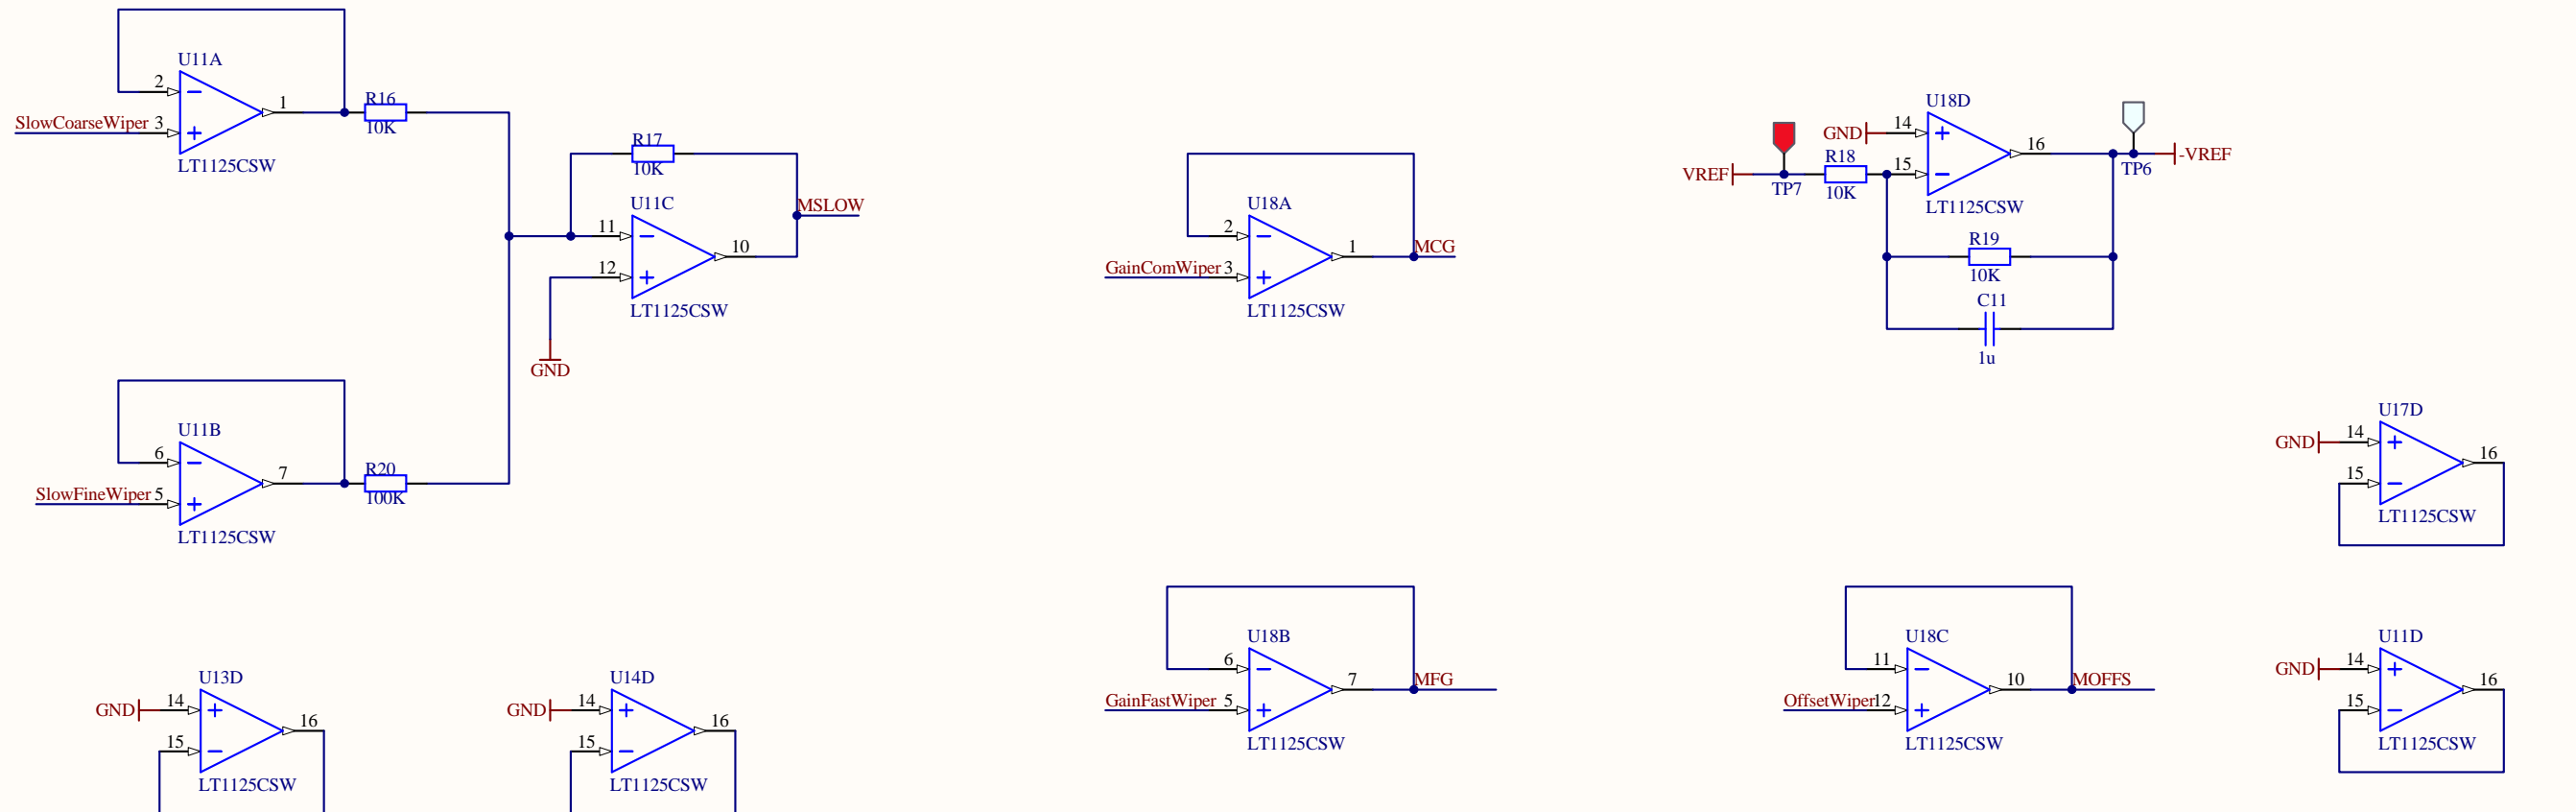 U11A
2
1
SlowCoarseWiper 3
LT1125CSW
R16
10K
R17
10K
U11C
11
10
12
LT1125CSW
MSLOW
GND
U11B
6
7
SlowFineWiper 5
LT1125CSW
R20
100K
U18A
2
1
GainComWiper 3
LT1125CSW
MCG
U18D
GND 14
16
15
LT1125CSW
VREF
TP7
R18
10K
TP6
-VREF
R19
10K
C11
1u
U17D
GND 14
16
15
LT1125CSW
U13D
GND 14
16
15
LT1125CSW
U14D
GND 14
16
15
LT1125CSW
U18B
6
7
GainFastWiper 5
LT1125CSW
MFG
U18C
11
10
OffsetWiper 12
LT1125CSW
MOFFS
U11D
GND 14
16
15
LT1125CSW